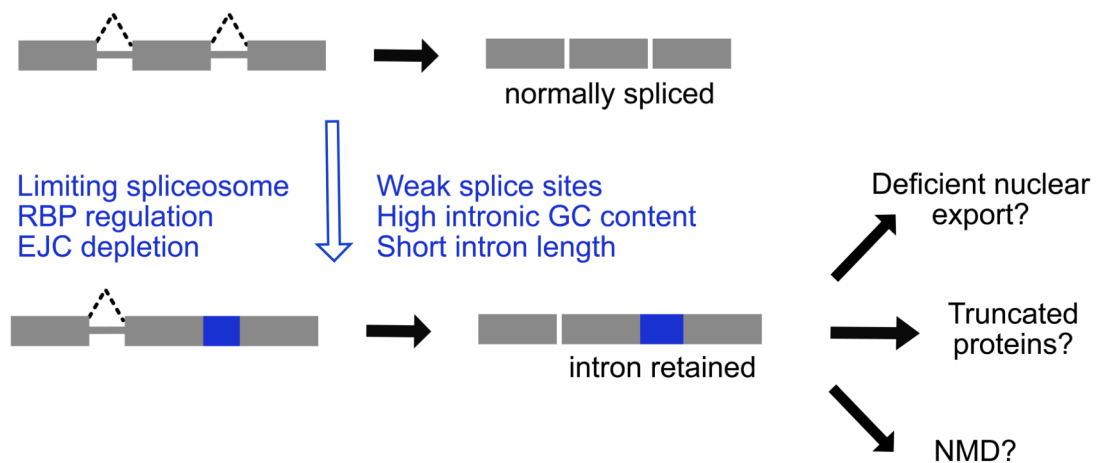 normally spliced
Limiting spliceosome
RBP regulation
EJC depletion
Weak splice sites
High intronic GC content
Short intron length
intron retained
Deficient nuclear
export?
Truncated
proteins?
NMD?